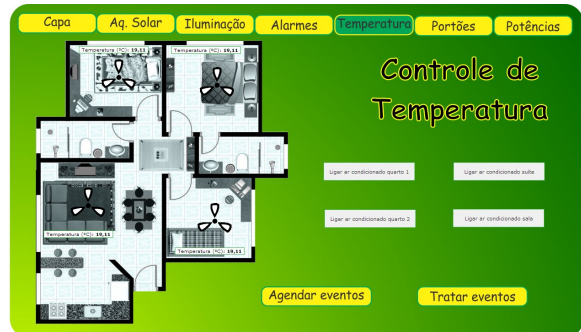 Capa
Aq. Solar
Iluminação
Alarmes
Temperatura
Portões
Potências
Temperatura (ºC): 19,11
Temperatura (ºC): 19,11
Controle de
Temperatura
Ligar ar condicionado quarto 1
Ligar ar condicionado suíte
Ligar ar condicionado quarto 2
Ligar ar condicionado sala
Temperatura (ºC): 19,11
Temperatura (ºC): 19,11
Agendar eventos
Tratar eventos